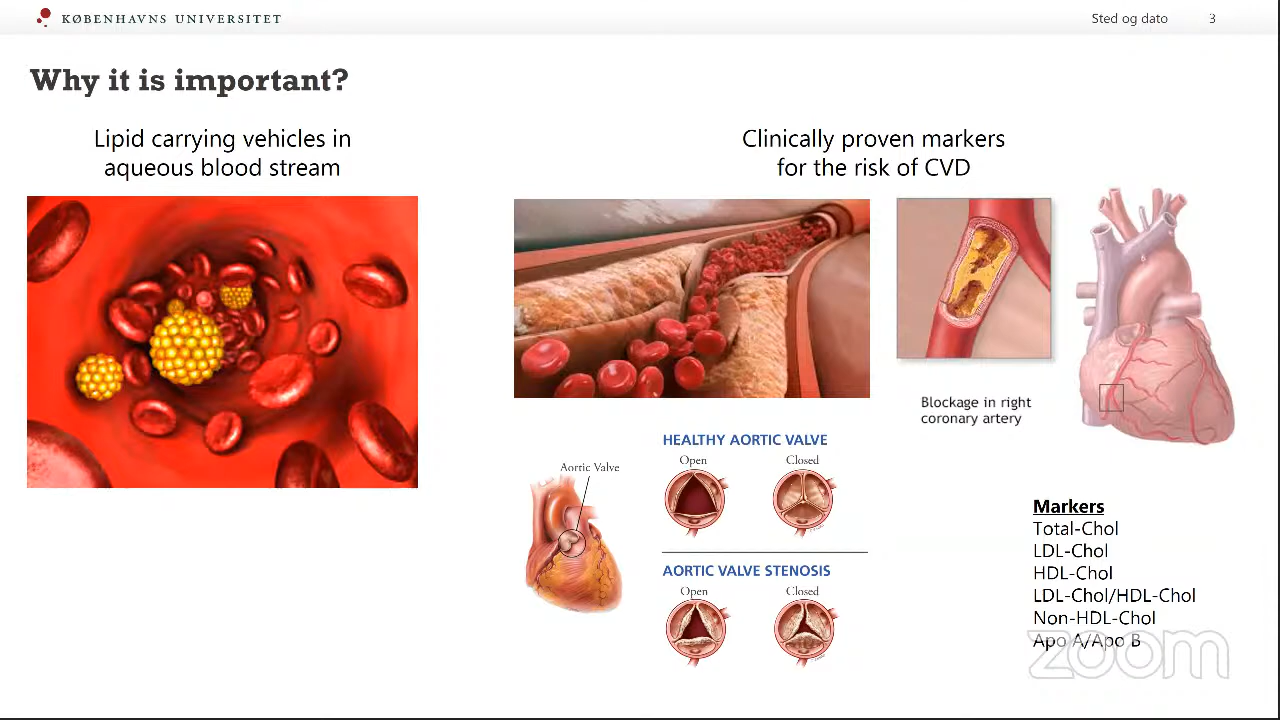 KØBENHAVNS UNIVERSITET
Sted og dato 3
Why it is important?
Lipid carrying vehicles in
aqueous blood stream
Clinically proven markers
for the risk of CVD
Blockage in right
coronary artery
HEALTHY AORTIC VALVE
Open Closed
Aortic Valve
AORTIC VALVE STENOSIS
Open Closed
Markers
Total-Chol
LDL-Chol
HDL-Chol
LDL-Chol/HDL-Chol
Non-HDL-Chol
Apo A/Apo B
zoom